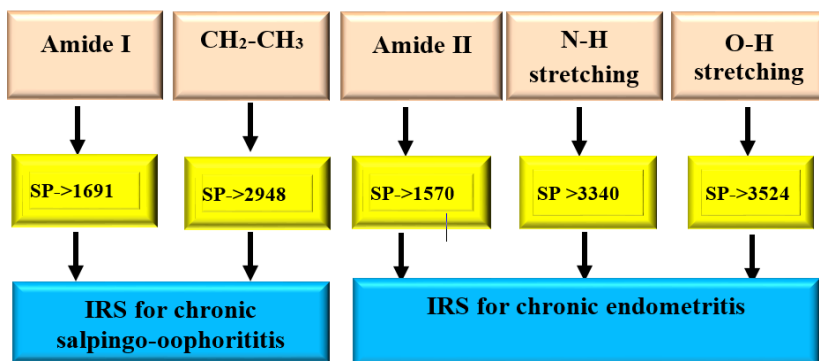 Amide I
CH₂-CH₃
Amide II
N-H
stretching
O-H
stretching
SP->1691
SP->2948
SP->1570
SP >3340
SP->3524
IRS for chronic
salpingo-oophorititis
IRS for chronic endometritis